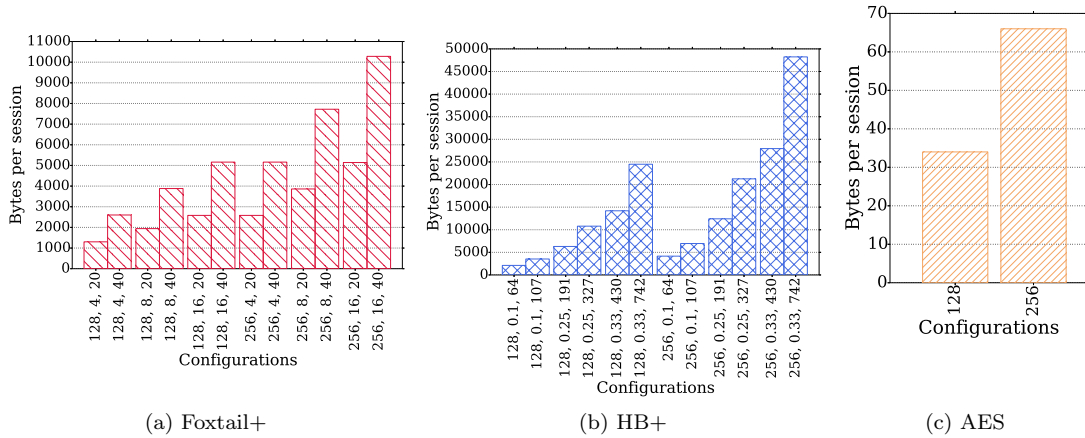 11000
10000
9000
8000
7000
6000
5000
4000
3000
2000
1000
0
Bytes per session
128, 4, 20
128, 4, 40
128, 8, 20
128, 8, 40
128, 16, 20
128, 16, 40
256, 4, 20
256, 4, 40
256, 8, 20
256, 8, 40
256, 16, 20
256, 16, 40
Configurations
(a) Foxtail+
50000
45000
40000
35000
30000
25000
20000
15000
10000
5000
0
Bytes per session
128, 0.1, 64
128, 0.1, 107
128, 0.25, 191
128, 0.25, 327
128, 0.33, 430
128, 0.33, 742
256, 0.1, 64
256, 0.1, 107
256, 0.25, 191
256, 0.25, 327
256, 0.33, 430
256, 0.33, 742
Configurations
(b) HB+
70
60
50
40
30
20
10
0
Bytes per session
128
256
Configurations
(c) AES